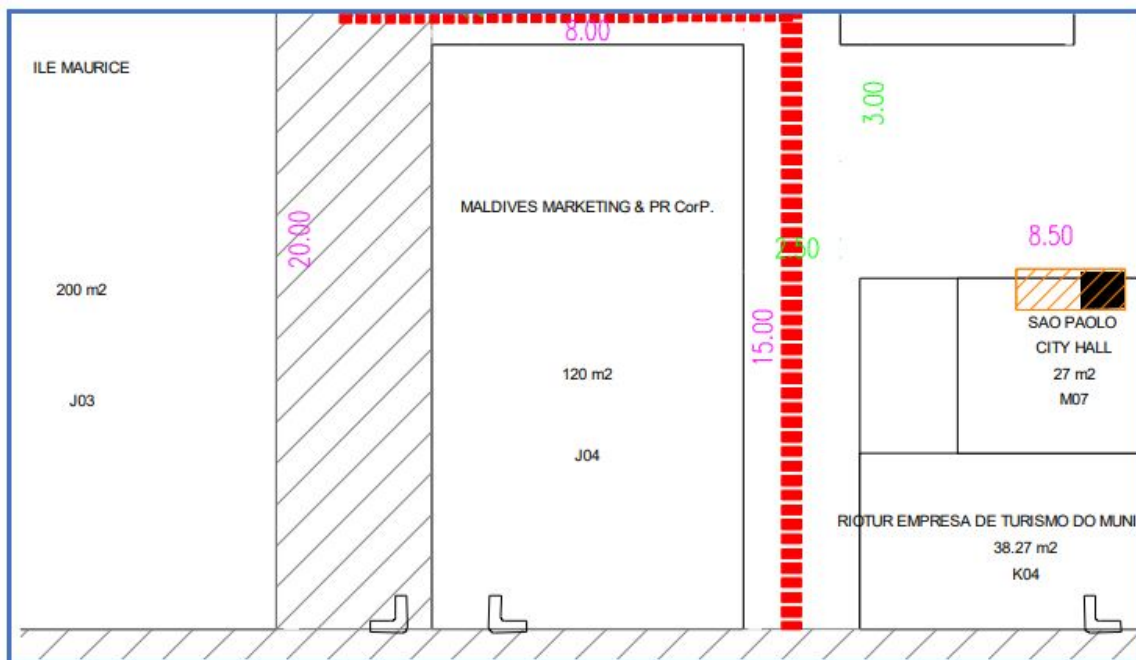 ILE MAURICE
200 m2
J03
20.00
8.00
MALDIVES MARKETING & PR CorP.
120 m2
J04
15.00
2.50
3.00
8.50
SAO PAOLO
CITY HALL
27 m2
M07
RIOTUR EMPRESA DE TURISMO DO MUNI
38.27 m2
K04